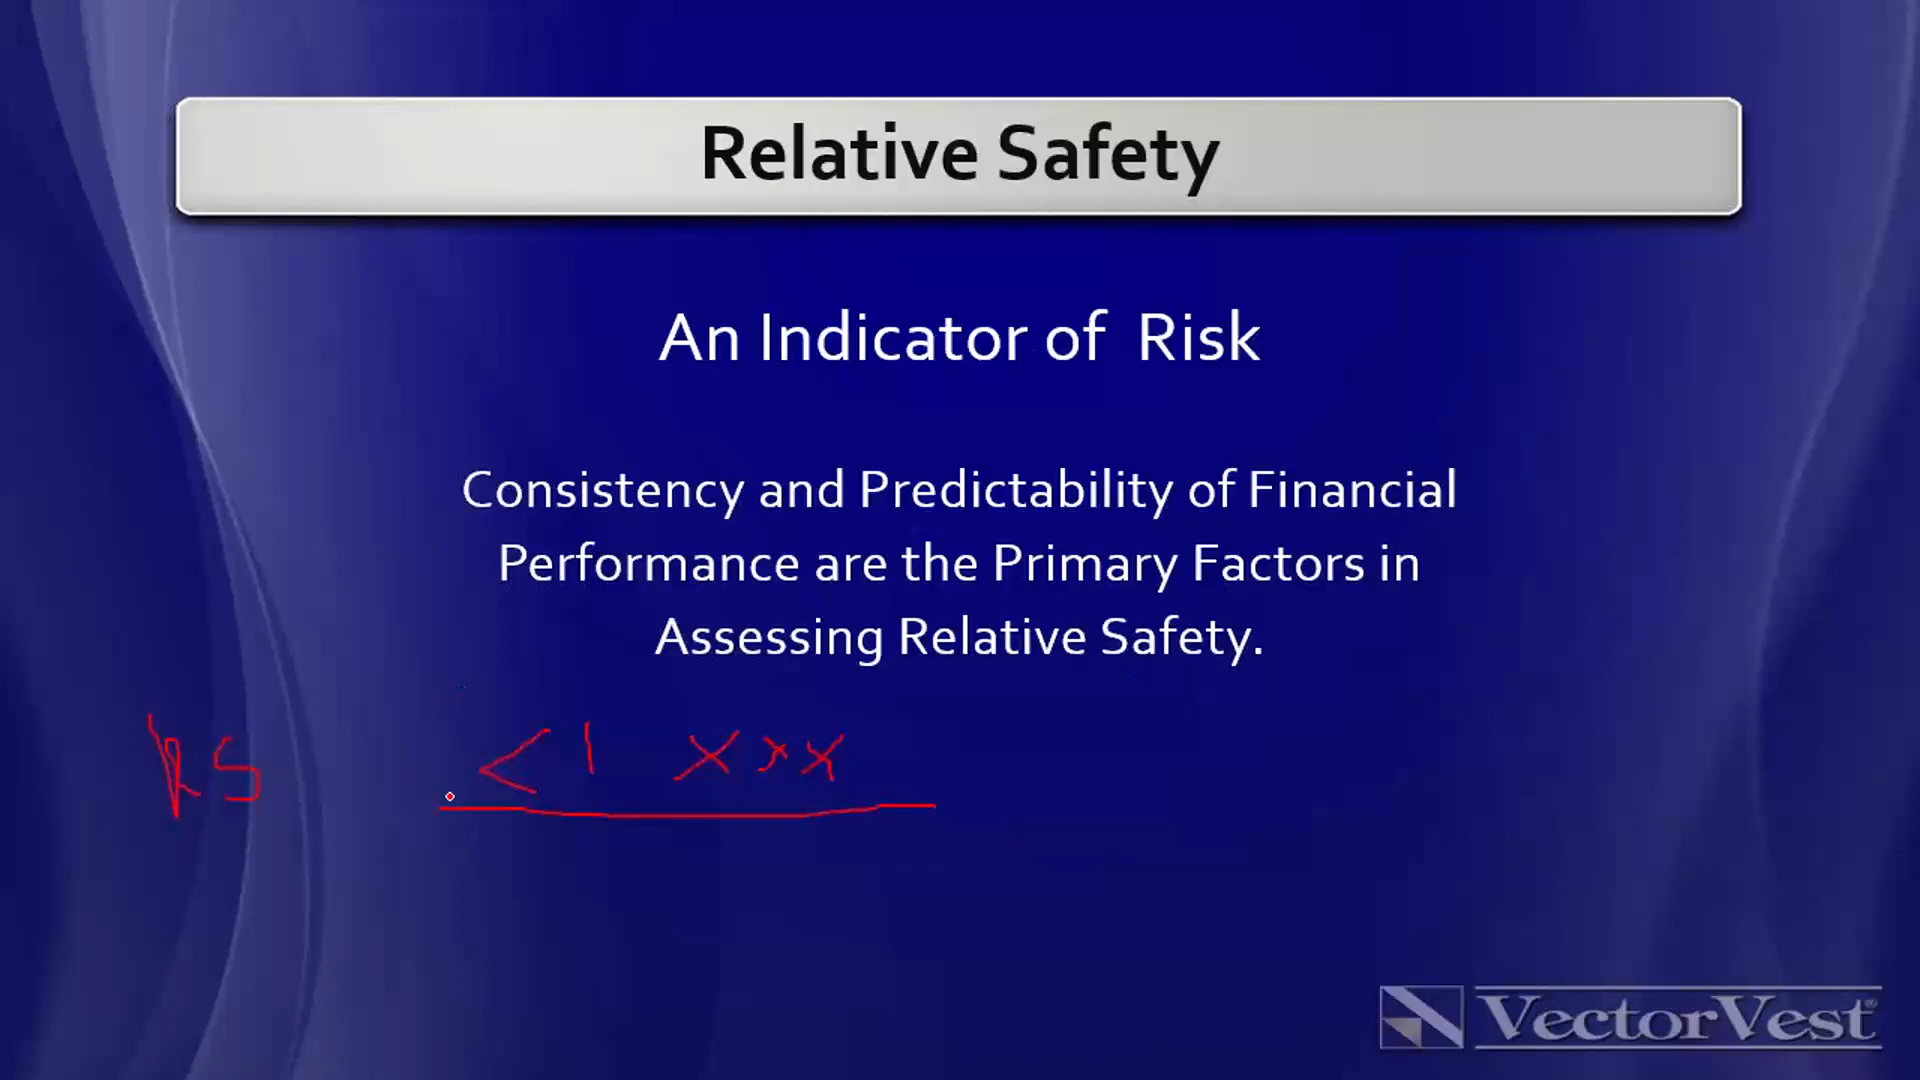 Relative Safety
An Indicator of Risk
Consistency and Predictability of Financial
Performance are the Primary Factors in
Assessing Relative Safety.
RS < 1 x x x
VectorVest®